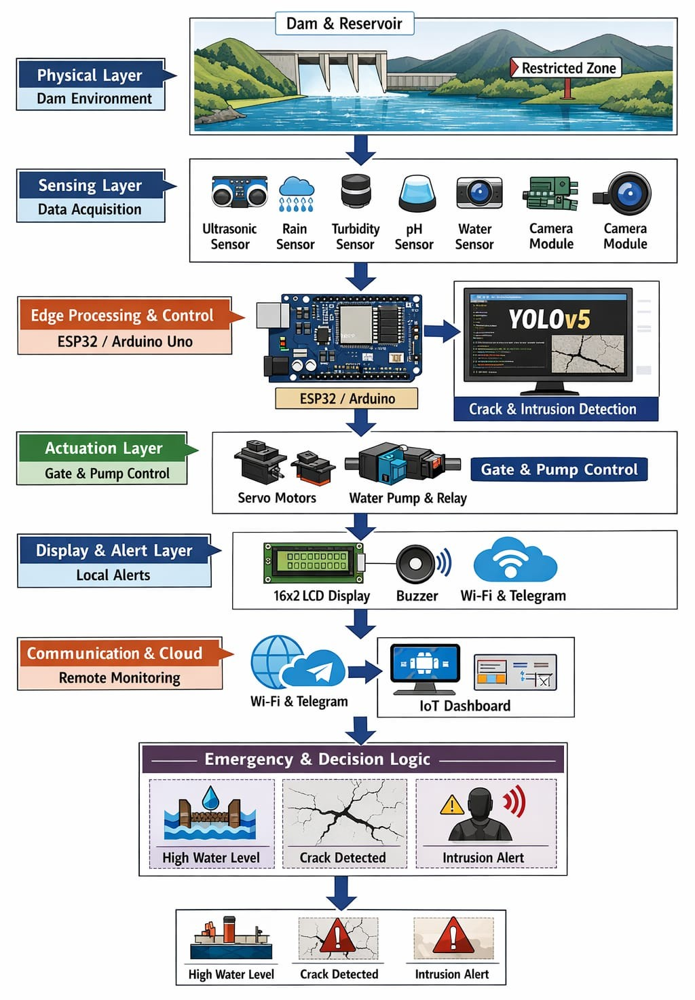 Dam & Reservoir
Restricted Zone
Physical Layer
Dam Environment
Sensing Layer
Data Acquisition
Ultrasonic
Sensor
Rain
Sensor
Turbidity
Sensor
pH
Sensor
Water
Sensor
Camera
Module
Camera
Module
Edge Processing & Control
ESP32 / Arduino Uno
YOLOv5
ESP32 / Arduino
Crack & Intrusion Detection
Actuation Layer
Gate & Pump Control
Servo Motors
Water Pump & Relay
Gate & Pump Control
Display & Alert Layer
Local Alerts
16x2 LCD Display
Buzzer
Wi-Fi & Telegram
Communication & Cloud
Remote Monitoring
Wi-Fi & Telegram
IoT Dashboard
Emergency & Decision Logic
High Water Level
Crack Detected
Intrusion Alert
High Water Level
Crack Detected
Intrusion Alert